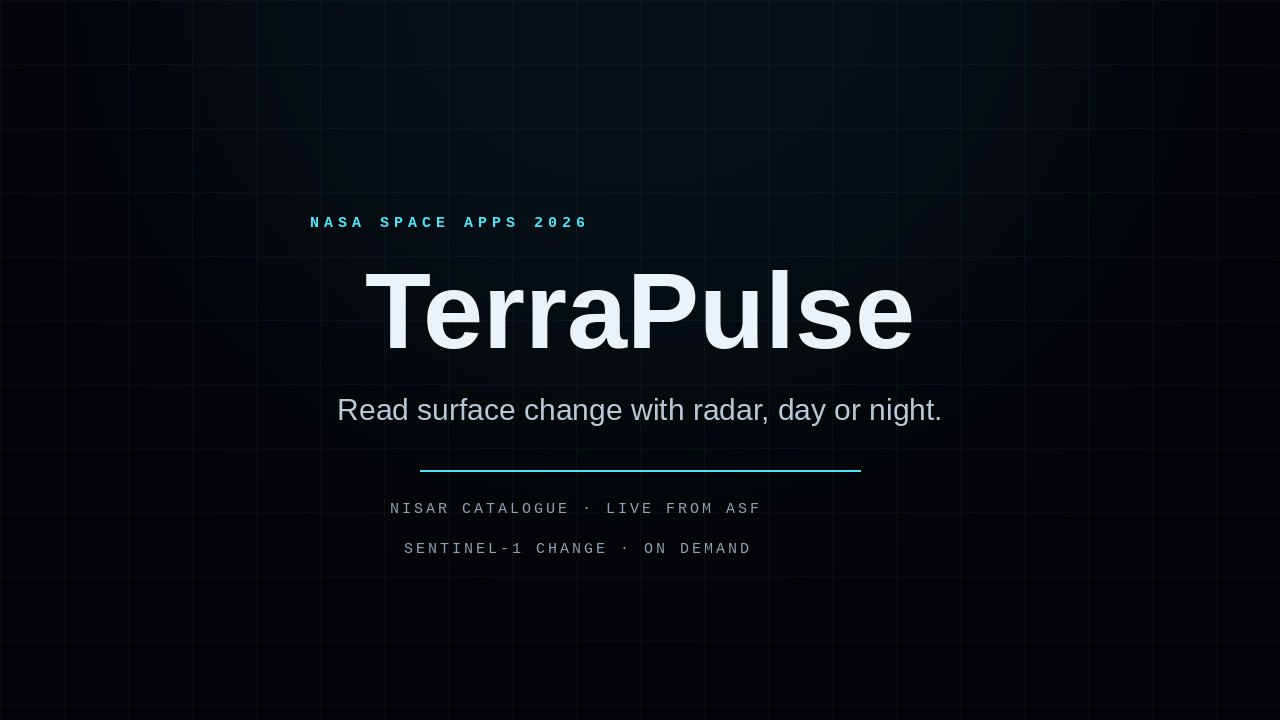 NASA SPACE APPS 2026
TerraPulse
Read surface change with radar, day or night.
NISAR CATALOGUE · LIVE FROM ASF
SENTINEL-1 CHANGE · ON DEMAND